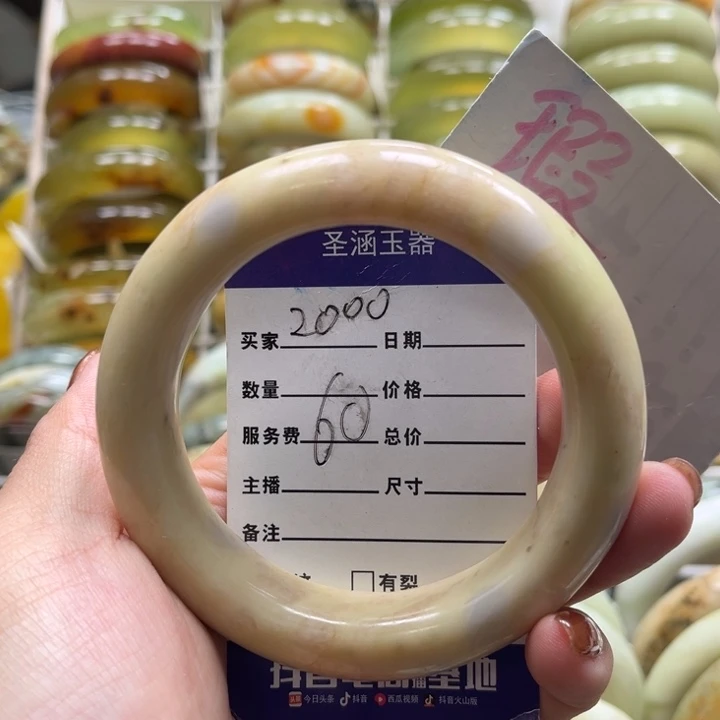 圣涵玉器
2000
买家 日期
数量 价格
60
服务费 总价
主播 尺寸
备注
有裂
基地
今日头条 抖音 西瓜视频 抖音火山版